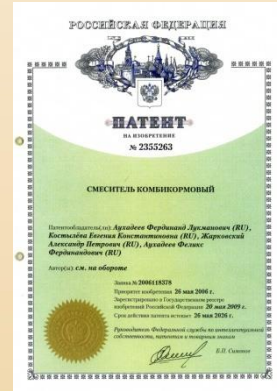 РОССИЙСКАЯ ФЕДЕРАЦИЯ
ПАТЕНТ
НА ИЗОБРЕТЕНИЕ
№ 2355263
СМЕСИТЕЛЬ КОМБИКОРМОВЫЙ
Патентообладатель(ли): Аухадеев Фердинанд Лукманович (RU),
Костылёва Евгения Константиновна (RU), Жарковский
Александр Петрович (RU), Аухадеев Феликс
Фердинандович (RU)
Автор(ы): см. на обороте
Заявка № 2006118378
Приоритет изобретения 26 мая 2006 г.
Зарегистрировано в Государственном реестре
изобретений Российской Федерации 20 мая 2009 г.
Срок действия патента истекает 26 мая 2026 г.
Руководитель Федеральной службы по интеллектуальной
собственности, патентам и товарным знакам
Б.П. Симонов